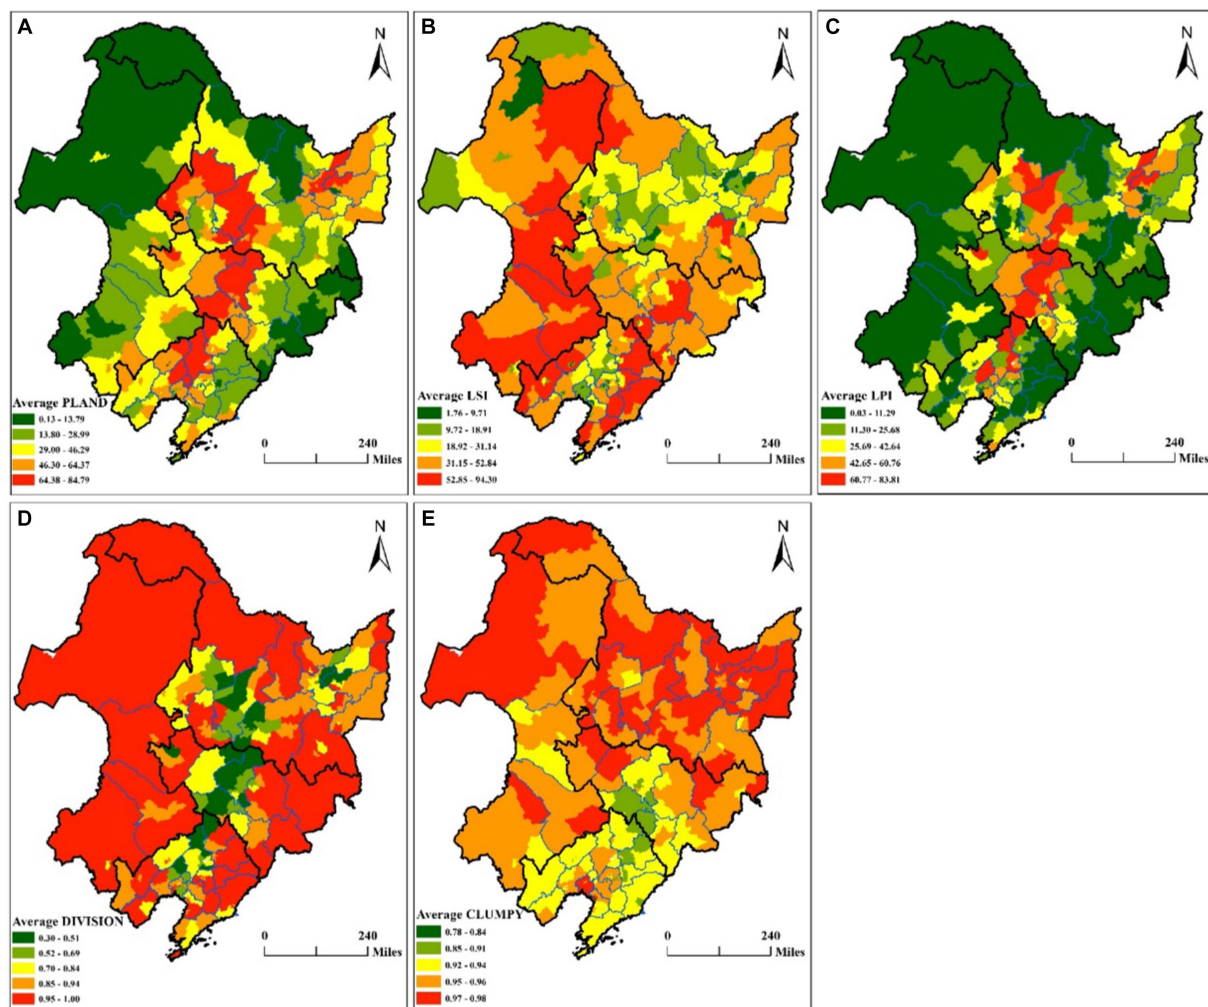 A
N
Average PLAND
0.13 - 13.79
13.80 - 28.99
29.00 - 46.29
46.30 - 64.37
64.38 - 84.79
0 240
Miles
B
N
Average LSI
1.76 - 9.71
9.72 - 18.91
18.92 - 31.14
31.15 - 52.84
52.85 - 94.30
0 240
Miles
C
N
Average LPI
0.03 - 11.29
11.30 - 25.68
25.69 - 42.64
42.65 - 60.76
60.77 - 83.81
0 240
Miles
D
N
Average DIVISION
0.30 - 0.51
0.52 - 0.69
0.70 - 0.84
0.85 - 0.94
0.95 - 1.00
0 240
Miles
E
N
Average CLUMPY
0.78 - 0.84
0.85 - 0.91
0.92 - 0.94
0.95 - 0.96
0.97 - 0.98
0 240
Miles